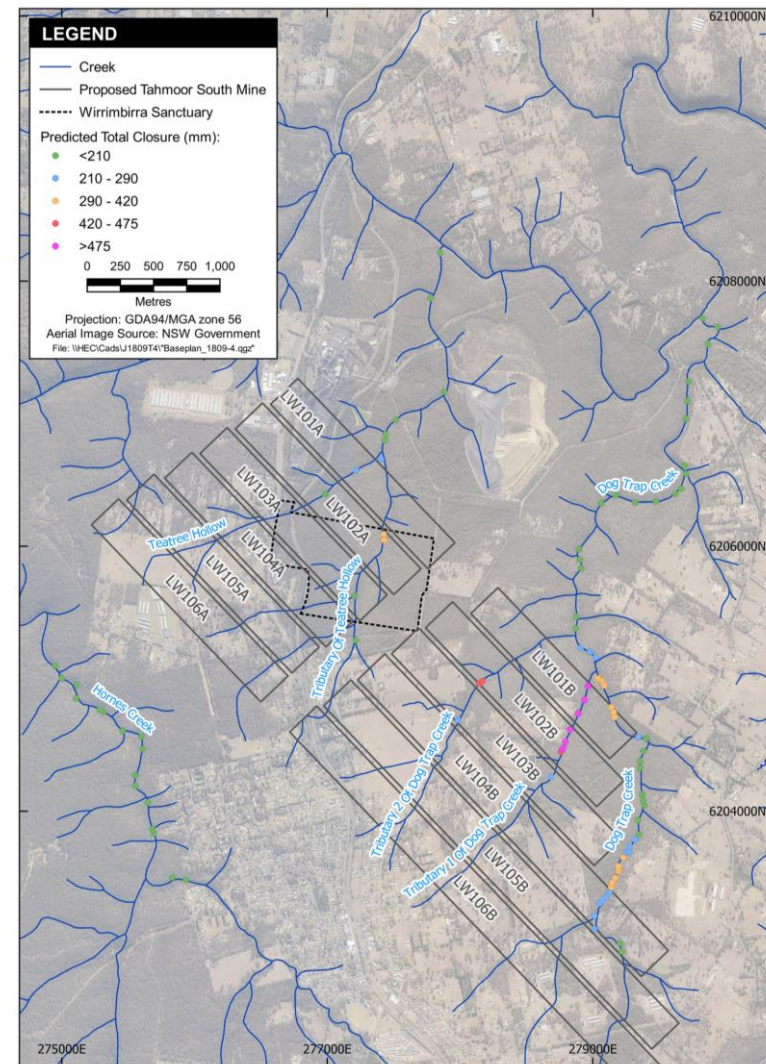 LEGEND
Creek
Proposed Tahmoor South Mine
Wirrimbirra Sanctuary
Predicted Total Closure (mm):
<210
210 - 290
290 - 420
420 - 475
>475
0 250 500 750 1,000
Metres
Projection: GDA94/MGA zone 56
Aerial Image Source: NSW Government
File: \\HEC\Cads\J1809T4\"Baseplan_1809-4.qgz"
6210000N
6208000N
LW101A
Dog Trap Creek
LW103A
LW102A
Teatree Hollow
6206000N
LW104A
LW105A
LW106A
Tributary Of Teatree Hollow
LW101B
Hornes Creek
LW102B
LW103B
LW104B
6204000N
Tributary 2 Of Dog Trap Creek
Dog Trap Creek
Tributary 1 Of Dog Trap Creek
LW105B
LW106B
275000E
277000E
279000E